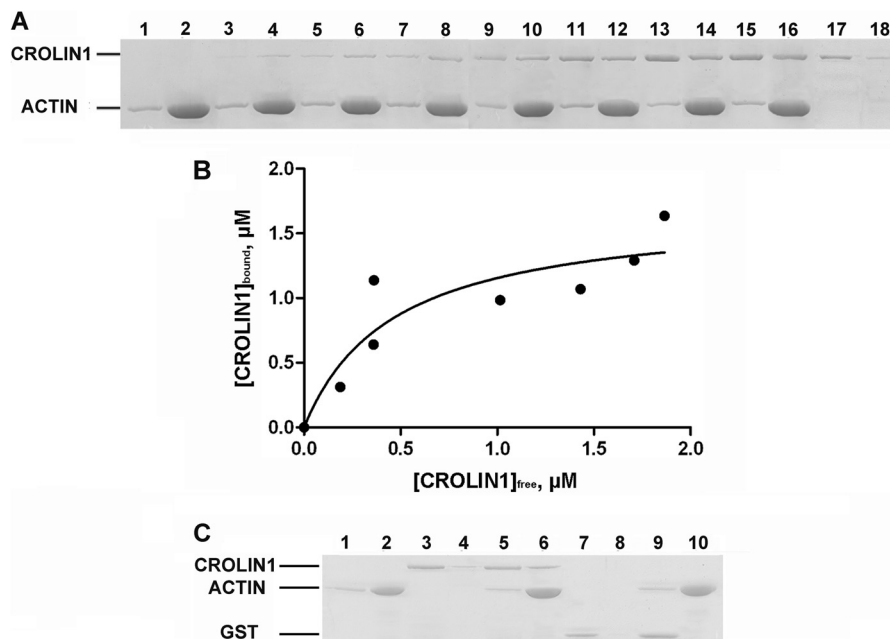 A
1 2 3 4 5 6 7 8 9 10 11 12 13 14 15 16 17 18
CROLIN1
ACTIN
B
2.0
1.5
1.0
0.5
0.0
[CROLIN1]bound, µM
0.0 0.5 1.0 1.5 2.0
[CROLIN1]free, µM
C
1 2 3 4 5 6 7 8 9 10
CROLIN1
ACTIN
GST